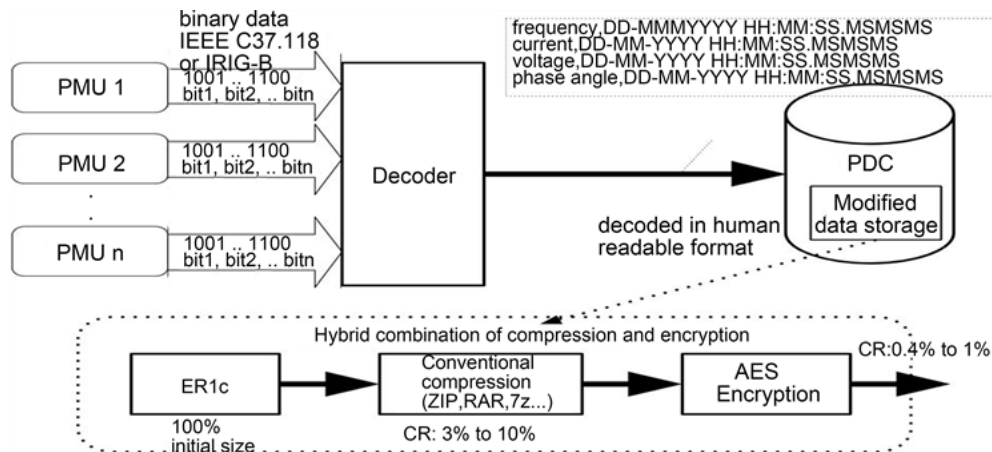 binary data
IEEE C37.118
or IRIG-B
frequency,DD-MMMYYYY HH:MM:SS.MSMSMS
current,DD-MM-YYYY HH:MM:SS.MSMSMS
voltage,DD-MM-YYYY HH:MM:SS.MSMSMS
phase angle,DD-MM-YYYY HH:MM:SS.MSMSMS
PMU 1
1001 .. 1100
bit1, bit2, .. bitn
PMU 2
1001 .. 1100
bit1, bit2, .. bitn
PMU n
1001 .. 1100
bit1, bit2, .. bitn
Decoder
decoded in human
readable format
PDC
Modified
data storage
Hybrid combination of compression and encryption
ER1c
100%
initial size
Conventional
compression
(ZIP,RAR,7z...)
CR: 3% to 10%
AES
Encryption
CR:0.4% to 1%